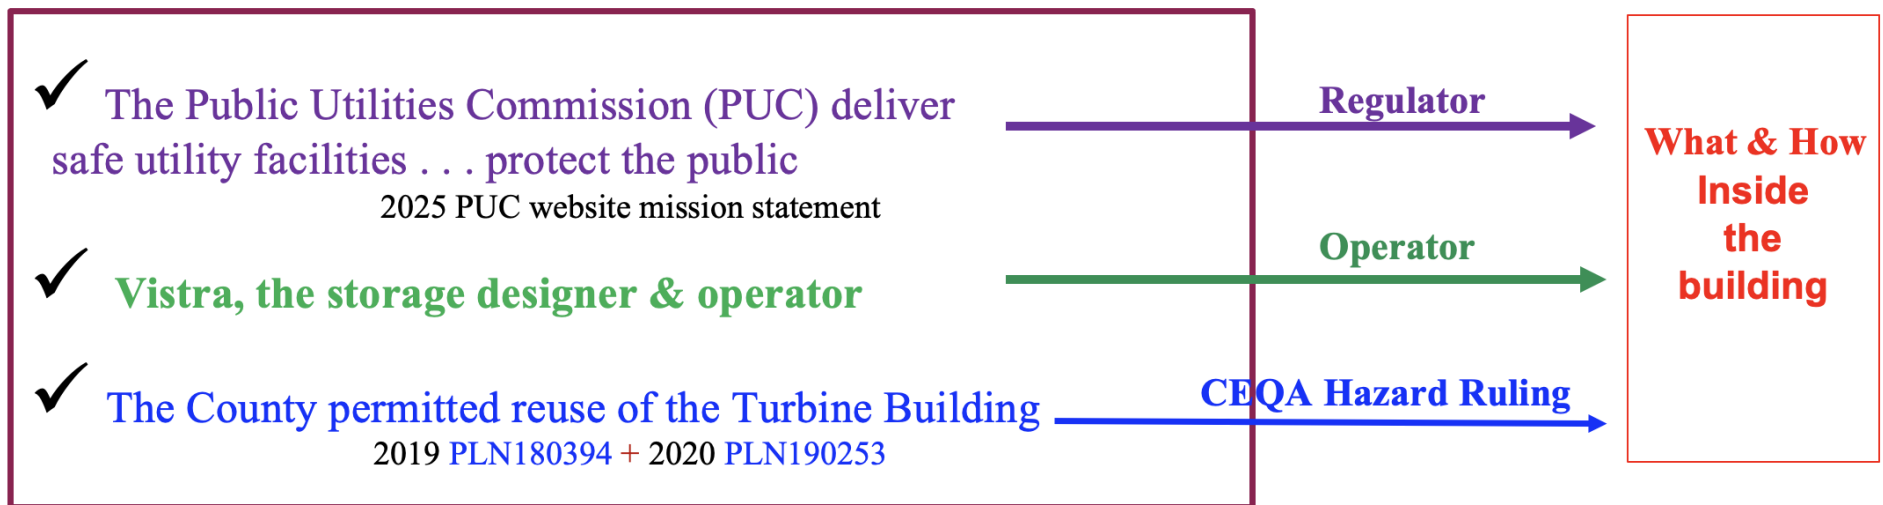 ✓ The Public Utilities Commission (PUC) deliver
safe utility facilities . . . protect the public
2025 PUC website mission statement
✓ Vistra, the storage designer & operator
✓ The County permitted reuse of the Turbine Building
2019 PLN180394 + 2020 PLN190253
Regulator
Operator
CEQA Hazard Ruling
What & How
Inside
the
building